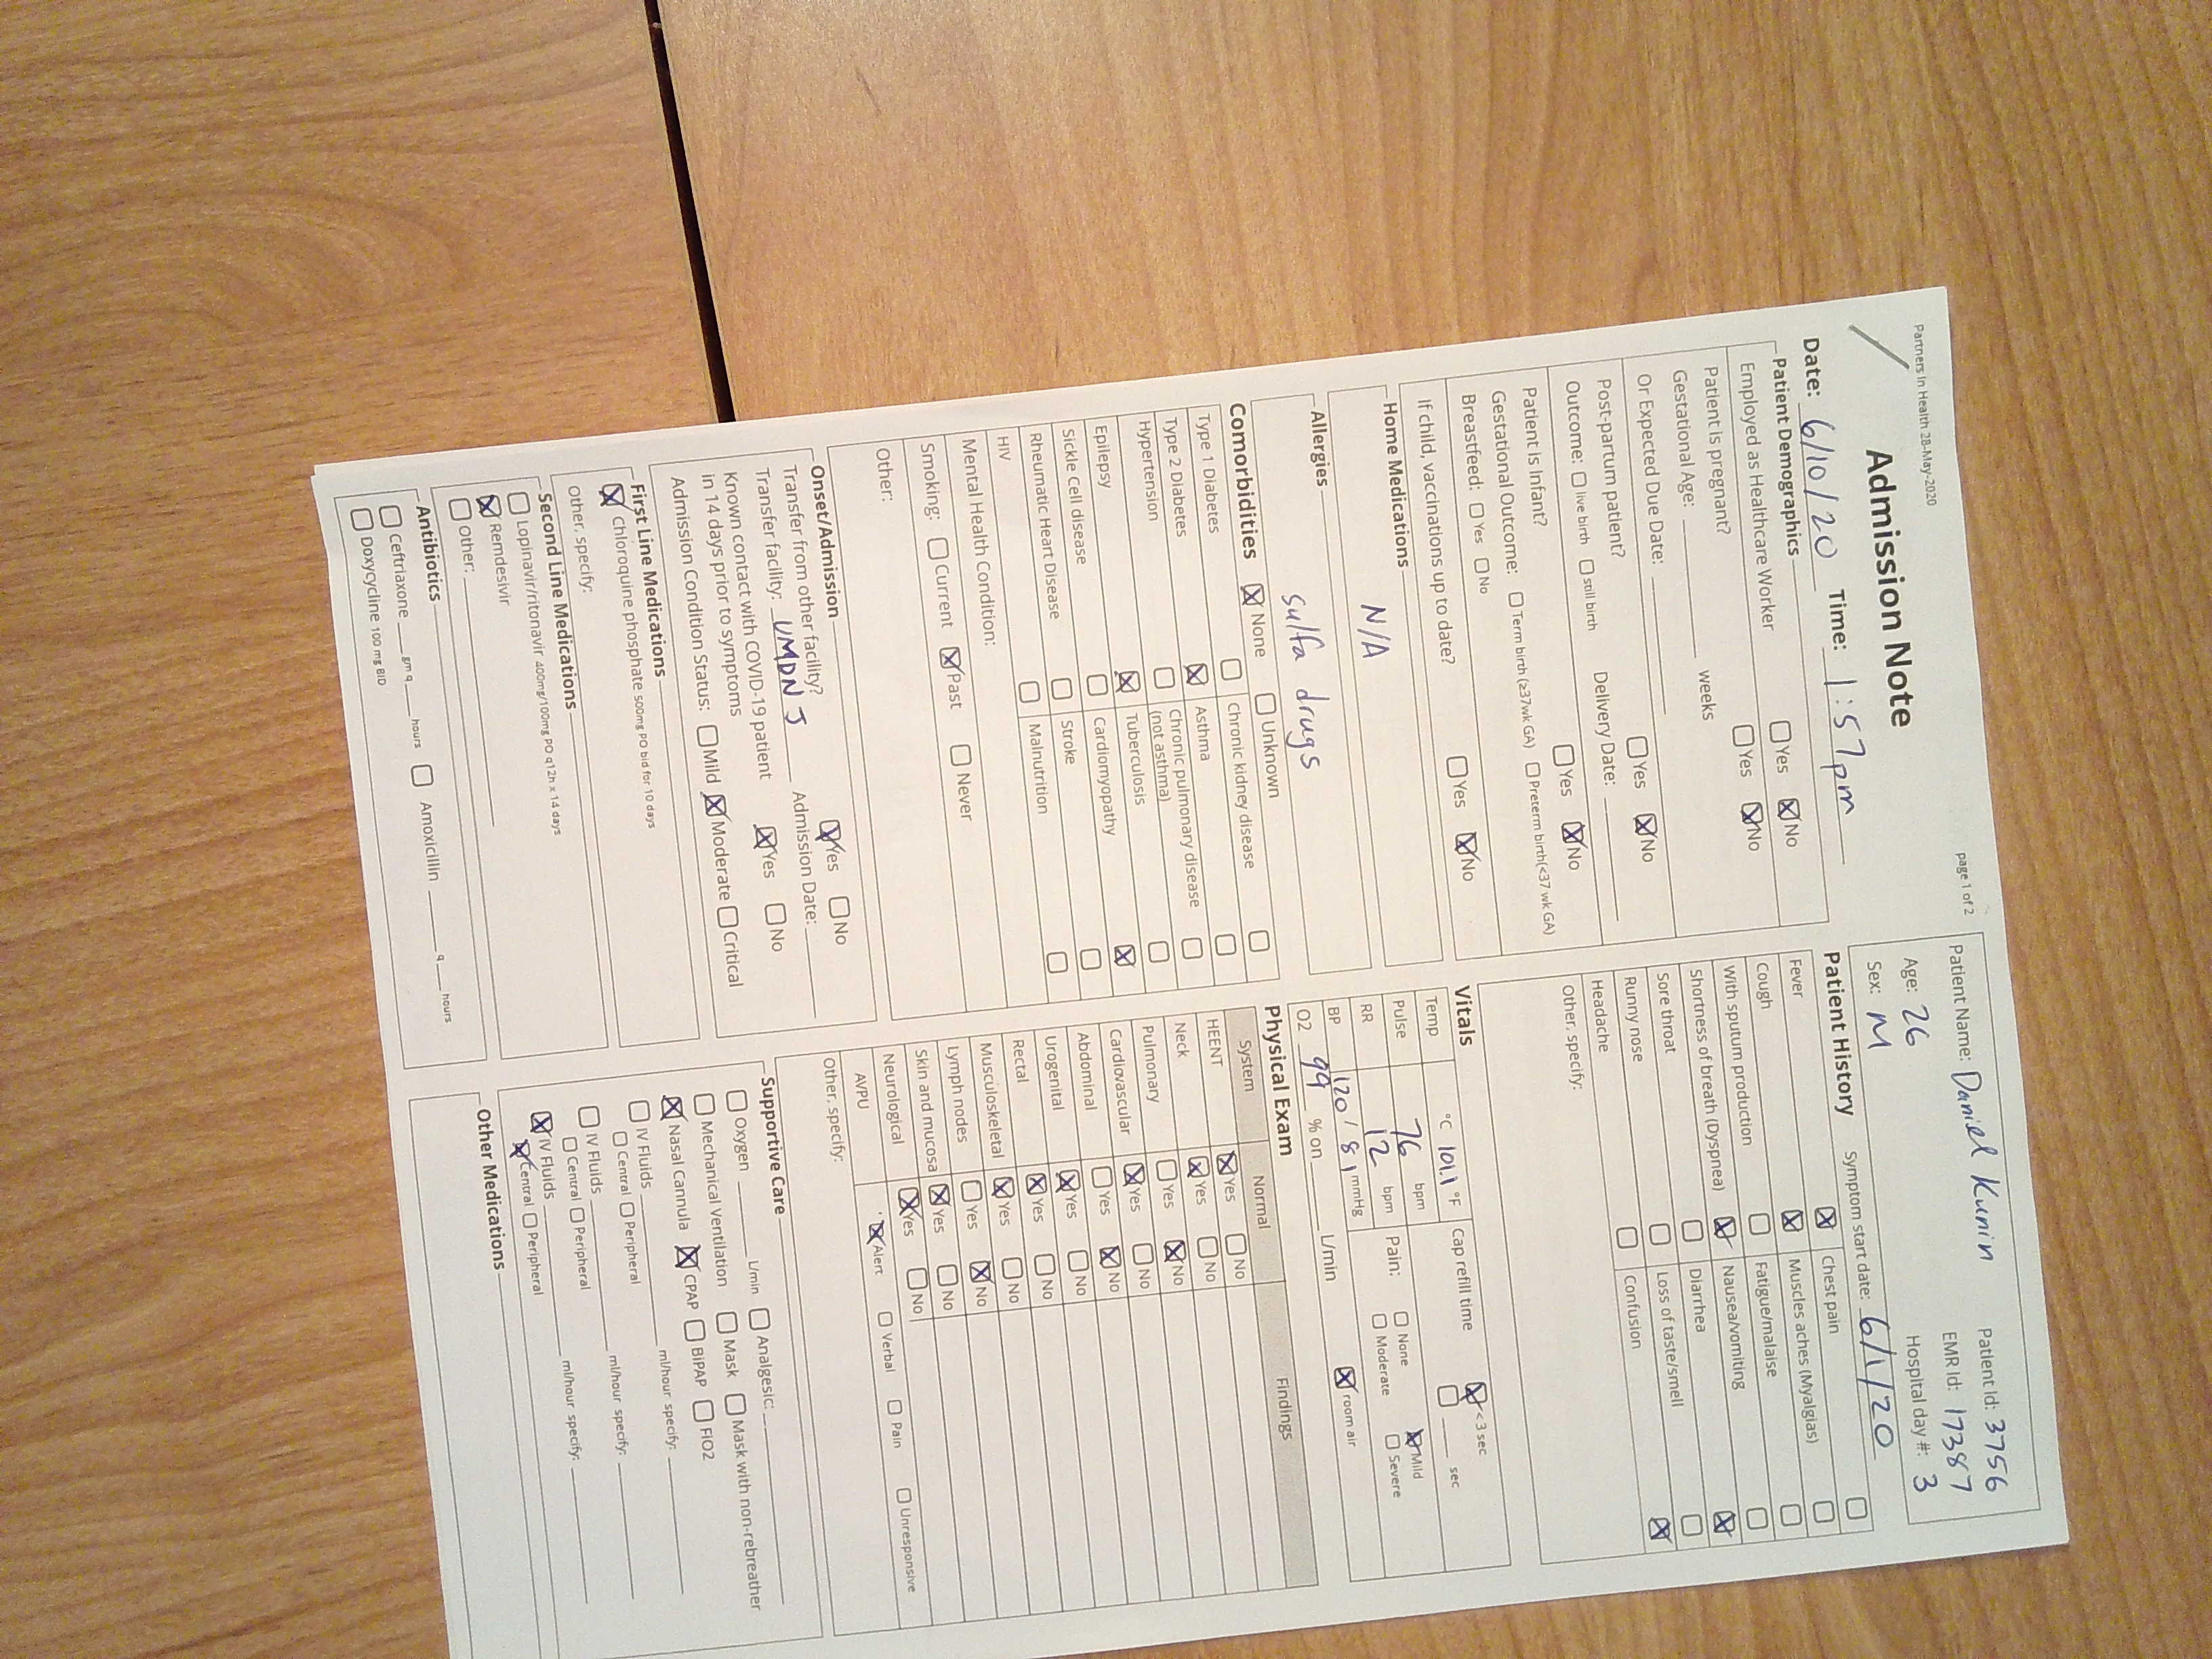 Partners In Health 28-May-2020
page 1 of 2
Admission Note
Date: 6/10/20 Time: 1:57pm
Patient Name: Daniel Kunin
Patient Id: 3756
Age: 26
EMR Id: 17387
Sex: M
Hospital day #: 3
Patient Demographics
Employed as Healthcare Worker Yes No
Patient is pregnant? Yes No
Gestational Age: weeks
Or Expected Due Date:
Post-partum patient? Yes No
Outcome: live birth still birth Delivery Date:
Patient is Infant? Yes No
Gestational Outcome: Term birth (≥37wk GA) Preterm birth(<37 wk GA)
Breastfeed: Yes No
If child, vaccinations up to date? Yes No
Home Medications
N/A
Allergies
sulfa drugs
Comorbidities None Unknown
Type 1 Diabetes Chronic kidney disease
Type 2 Diabetes Asthma
Hypertension Chronic pulmonary disease
(not asthma)
Epilepsy Tuberculosis
Sickle Cell disease Cardiomyopathy
Rheumatic Heart Disease Stroke
HIV Malnutrition
Mental Health Condition:
Smoking: Current Past Never
Other:
Onset/Admission
Transfer from other facility? Yes No
Transfer facility: UMDNJ Admission Date:
Known contact with COVID-19 patient
in 14 days prior to symptoms Yes No
Admission Condition Status: Mild Moderate Critical
First Line Medications
Chloroquine phosphate 500mg PO bid for 10 days
Other, specify:
Second Line Medications
Lopinavir/ritonavir 400mg/100mg PO q12h x 14 days
Remdesivir
Other:
Antibiotics
Ceftriaxone gm q hours Amoxicillin q hours
Doxycycline 100 mg BID
Patient History Symptom start date: 6/1/20
Fever Chest pain
Cough Muscles aches (Myalgias)
With sputum production Fatigue/malaise
Shortness of breath (Dyspnea) Nausea/vomiting
Sore throat Diarrhea
Runny nose Loss of taste/smell
Headache Confusion
Other, specify:
Vitals
Temp °C 101.1 °F Cap refill time < 3 sec
sec
Pulse 76 bpm
Pain: None Mild
Moderate Severe
RR 12 bpm
BP 120/81 mmHg
O2 99 % on L/min room air
Physical Exam
System Normal Findings
HEENT Yes No
Neck Yes No
Pulmonary Yes No
Cardiovascular Yes No
Abdominal Yes No
Urogenital Yes No
Rectal Yes No
Musculoskeletal Yes No
Lymph nodes Yes No
Skin and mucosa Yes No
Neurological Yes No
AVPU Alert Verbal Pain Unresponsive
Other, specify:
Supportive Care
Oxygen L/min Analgesic:
Mechanical Ventilation Mask Mask with non-rebreather
Nasal Cannula CPAP BiPAP FiO2
IV Fluids ml/hour specify:
Central Peripheral
IV Fluids ml/hour specify:
Central Peripheral
IV Fluids ml/hour specify:
Central Peripheral
Other Medications